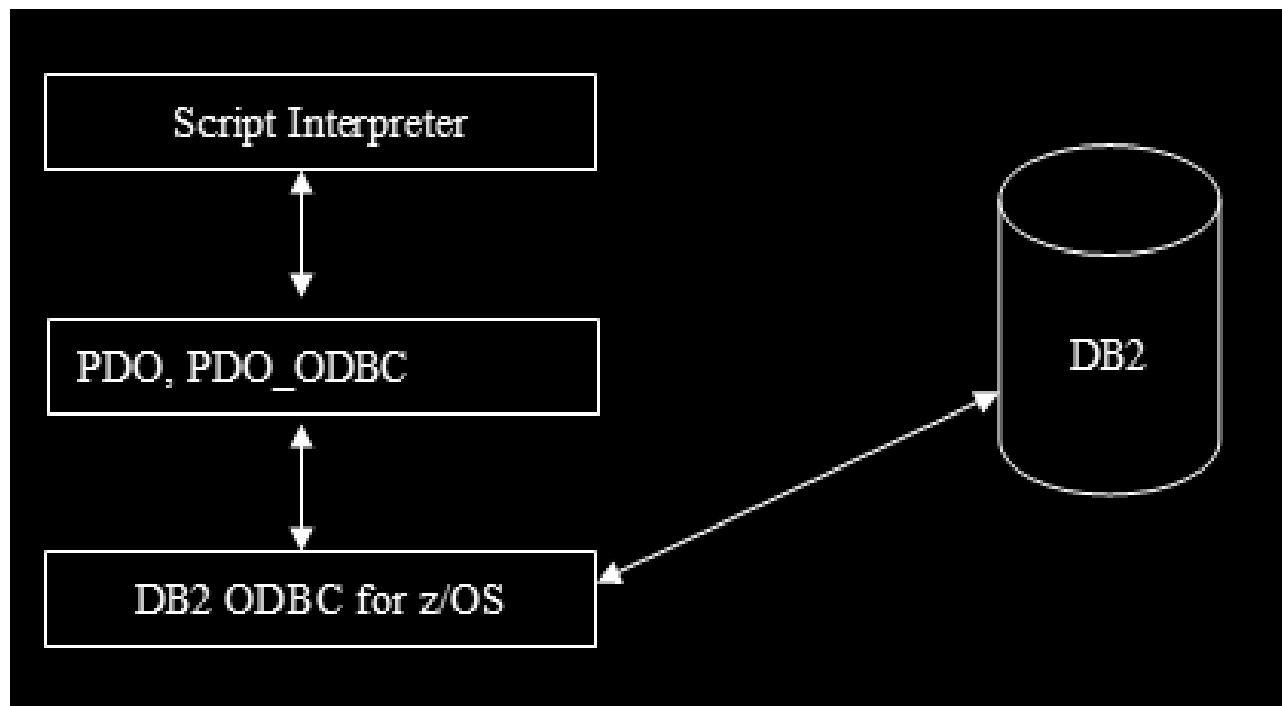 Script Interpreter
PDO, PDO_ODBC
DB2
DB2 ODBC for z/OS